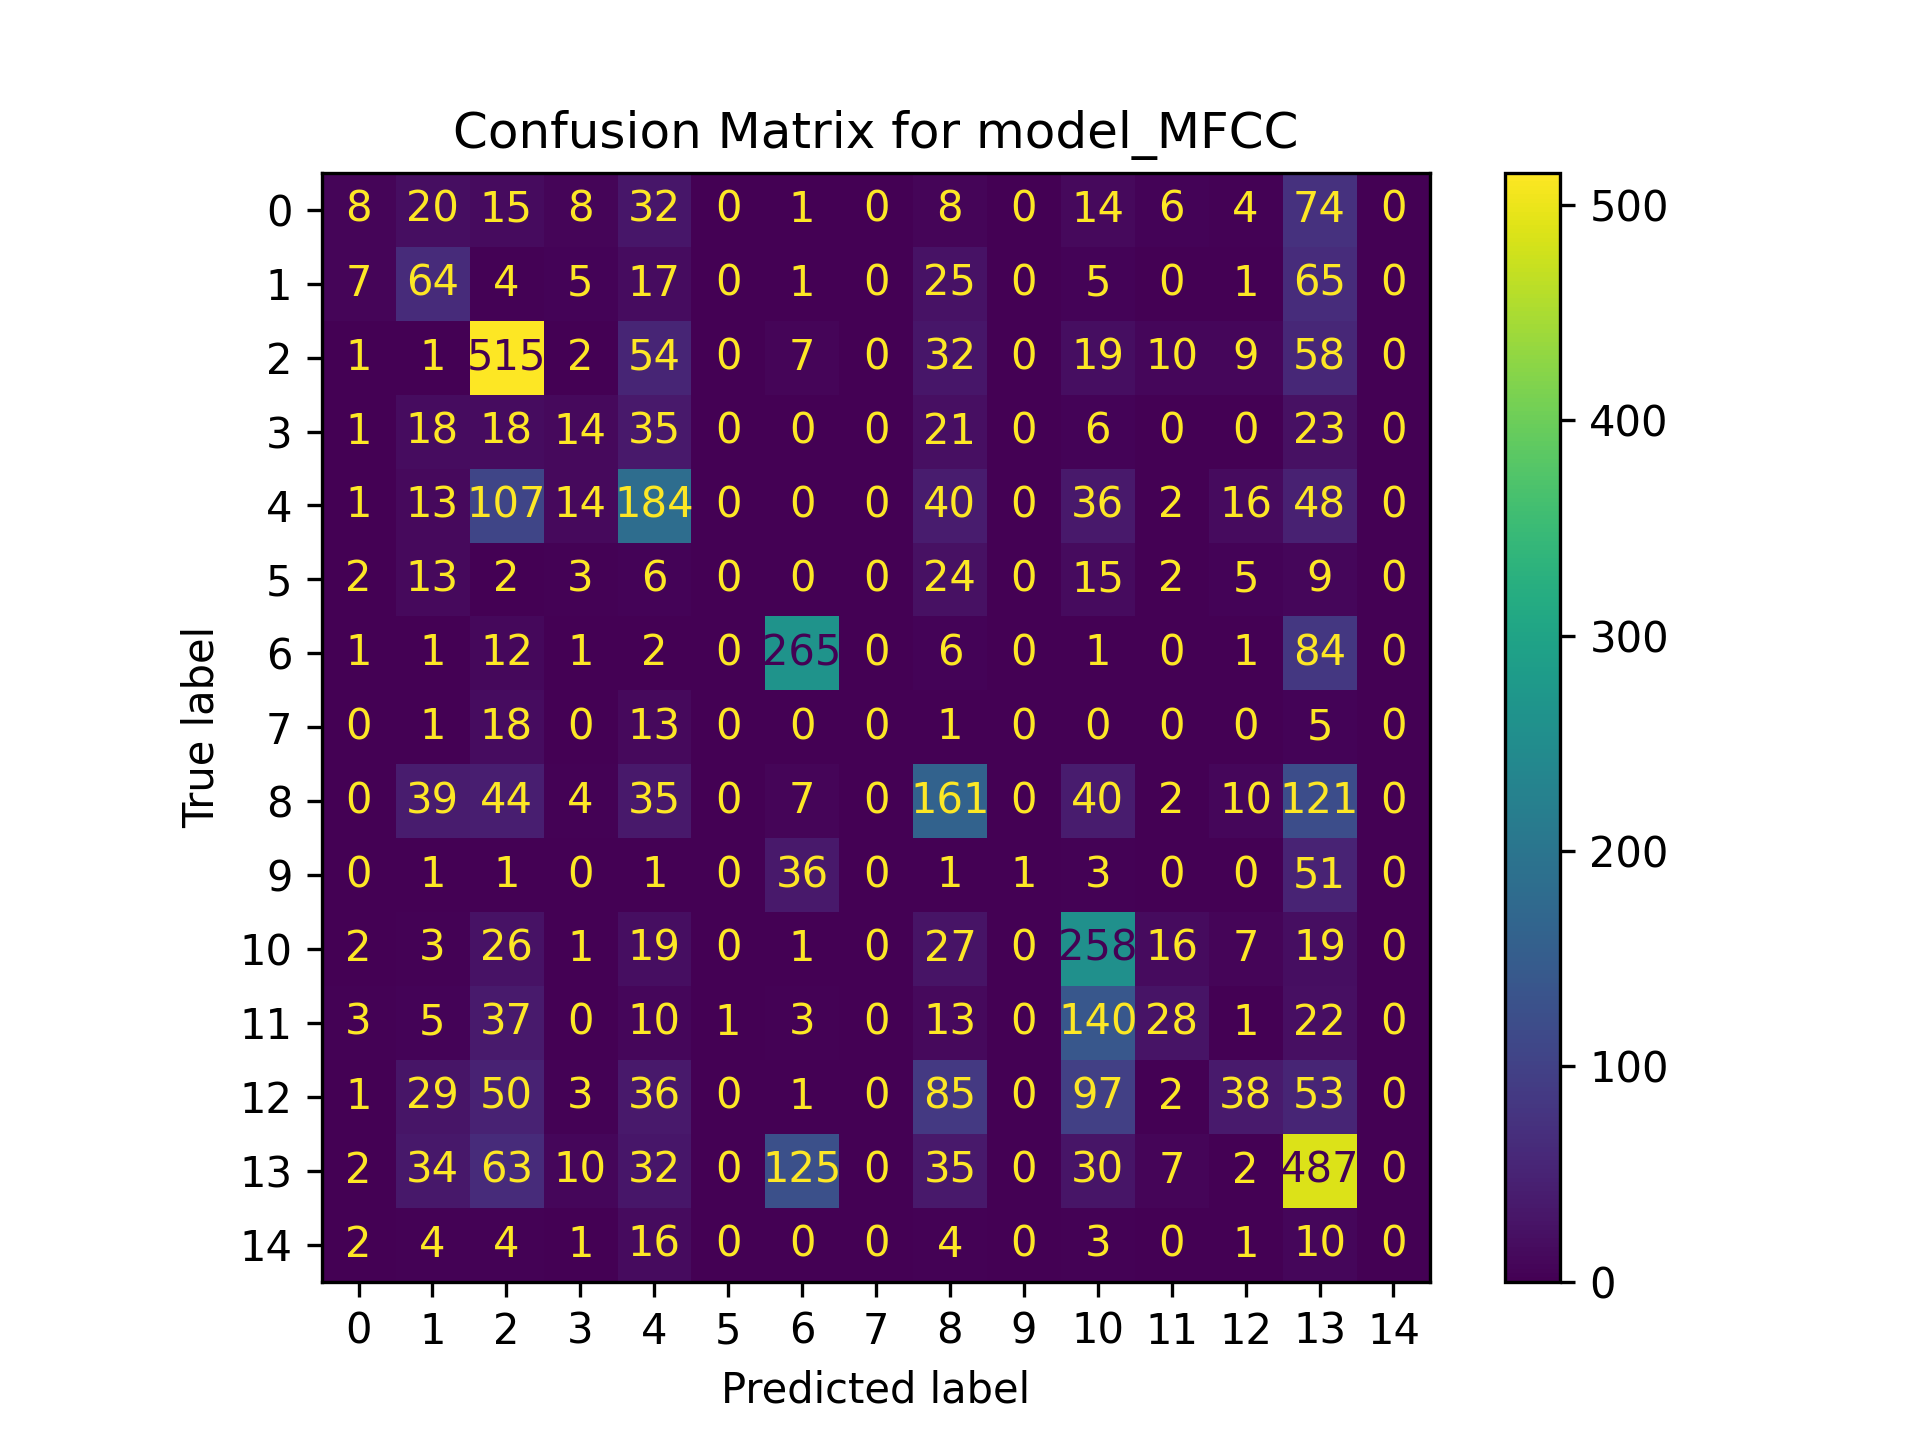 Confusion Matrix for model_MFCC
0 8 20 15 8 32 0 1 0 8 0 14 6 4 74 0
1 7 64 4 5 17 0 1 0 25 0 5 0 1 65 0
2 1 1 515 2 54 0 7 0 32 0 19 10 9 58 0
3 1 18 18 14 35 0 0 0 21 0 6 0 0 23 0
4 1 13 107 14 184 0 0 0 40 0 36 2 16 48 0
5 2 13 2 3 6 0 0 0 24 0 15 2 5 9 0
6 1 1 12 1 2 0 265 0 6 0 1 0 1 84 0
7 0 1 18 0 13 0 0 0 1 0 0 0 0 5 0
8 0 39 44 4 35 0 7 0 161 0 40 2 10 121 0
9 0 1 1 0 1 0 36 0 1 1 3 0 0 51 0
10 2 3 26 1 19 0 1 0 27 0 258 16 7 19 0
11 3 5 37 0 10 1 3 0 13 0 140 28 1 22 0
12 1 29 50 3 36 0 1 0 85 0 97 2 38 53 0
13 2 34 63 10 32 0 125 0 35 0 30 7 2 487 0
14 2 4 4 1 16 0 0 0 4 0 3 0 1 10 0
0 1 2 3 4 5 6 7 8 9 10 11 12 13 14
Predicted label
True label
500
400
300
200
100
0